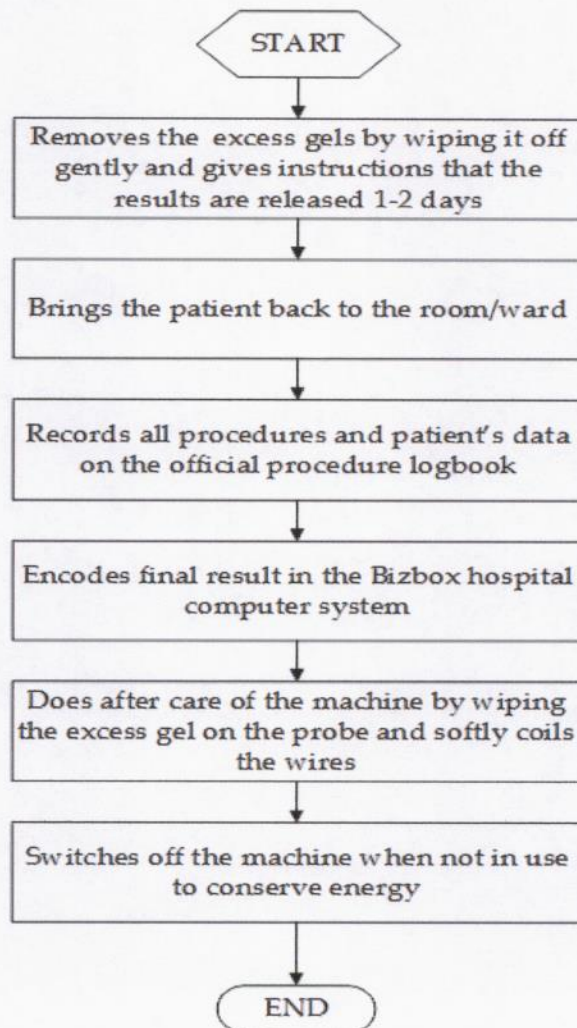 START
Removes the excess gels by wiping it off
gently and gives instructions that the
results are released 1-2 days
Brings the patient back to the room/ward
Records all procedures and patient's data
on the official procedure logbook
Encodes final result in the Bizbox hospital
computer system
Does after care of the machine by wiping
the excess gel on the probe and softly coils
the wires
Switches off the machine when not in use
to conserve energy
END